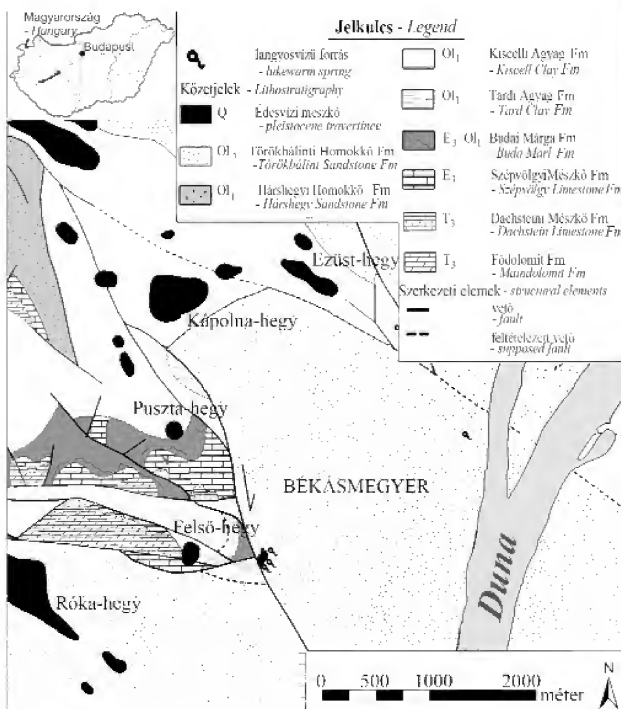 Magyarország
- Hungary
Budapest
Jelkulcs - Legend
langyosvizű forrás
- lukewarm spring
Kőzetjelek - Lithostratigraphy
Q Édesvizi mészkő
- pleistocene travertince
Törökbálinti Homokkő Fm
- Törökbálint Sandstone Fm
Ol₁ Hárshegyi Homokkő Fm
- Hárshegy Sandstone Fm
Ol₁ Kiscelli Agyag Fm
- Kiscell Clay Fm
Ol₁ Tardi Agyag Fm
- Tard Clay Fm
E₃ Ol₁ Budai Márga Fm
- Buda Marl Fm
E₃ Szépvölgyi Mészkő Fm
- Szépvölgy Limestone Fm
T₃ Dachsteini Mészkő Fm
- Dachstein Limestone Fm
T₃ Fődolomit Fm
- Maindolomit Fm
Szerkezeti elemek - structural elements
vető
- fault
feltételezett vető
- supposed fault
Ezüst-hegy
Kápolna-hegy
Puszta-hegy
BÉKÁSMEGYER
Felső-hegy
Róka-hegy
Duna
0 500 1000 2000
méter
N